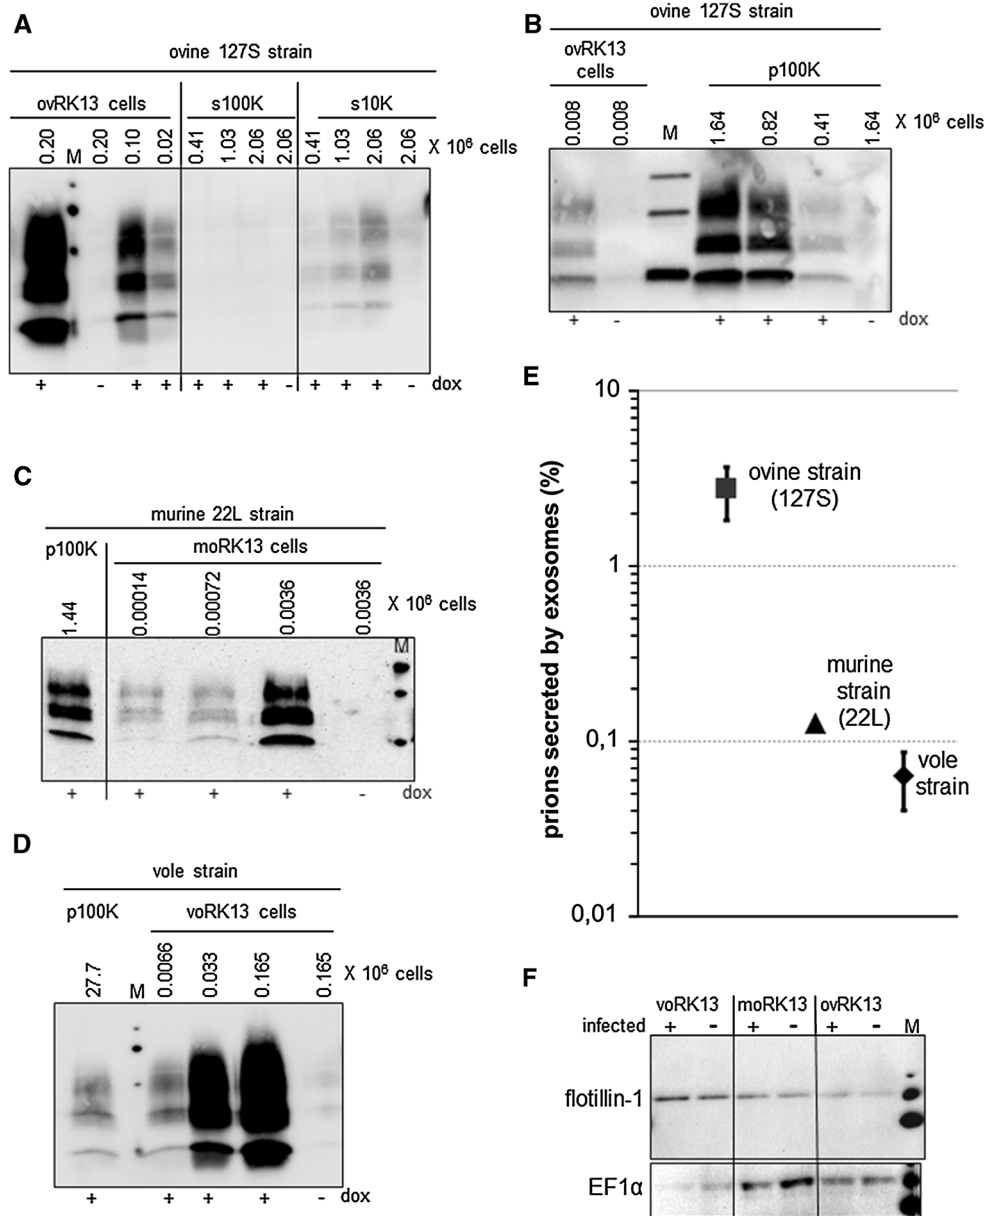 A
ovine 127S strain
ovRK13 cells s100K s10K
0.20 M 0.20 0.10 0.02 0.41 1.03 2.06 2.06 0.41 1.03 2.06 2.06 X 10⁶ cells
+ - + + + + + - + + + - dox
B
ovine 127S strain
ovRK13
cells
p100K
0.008 0.008 M 1.64 0.82 0.41 1.64 X 10⁶ cells
+ - + + + - dox
C
murine 22L strain
p100K moRK13 cells
1.44 0.00014 0.00072 0.0036 0.0036 X 10⁶ cells
M
+ + + + - dox
D
vole strain
p100K voRK13 cells
27.7 M 0.0066 0.033 0.165 0.165 X 10⁶ cells
+ + + + - dox
E
prions secreted by exosomes (%)
10
1
0,1
0,01
ovine strain
(127S)
murine
strain
(22L)
vole
strain
F
voRK13 moRK13 ovRK13
infected + - + - + - M
flotillin-1
EF1α